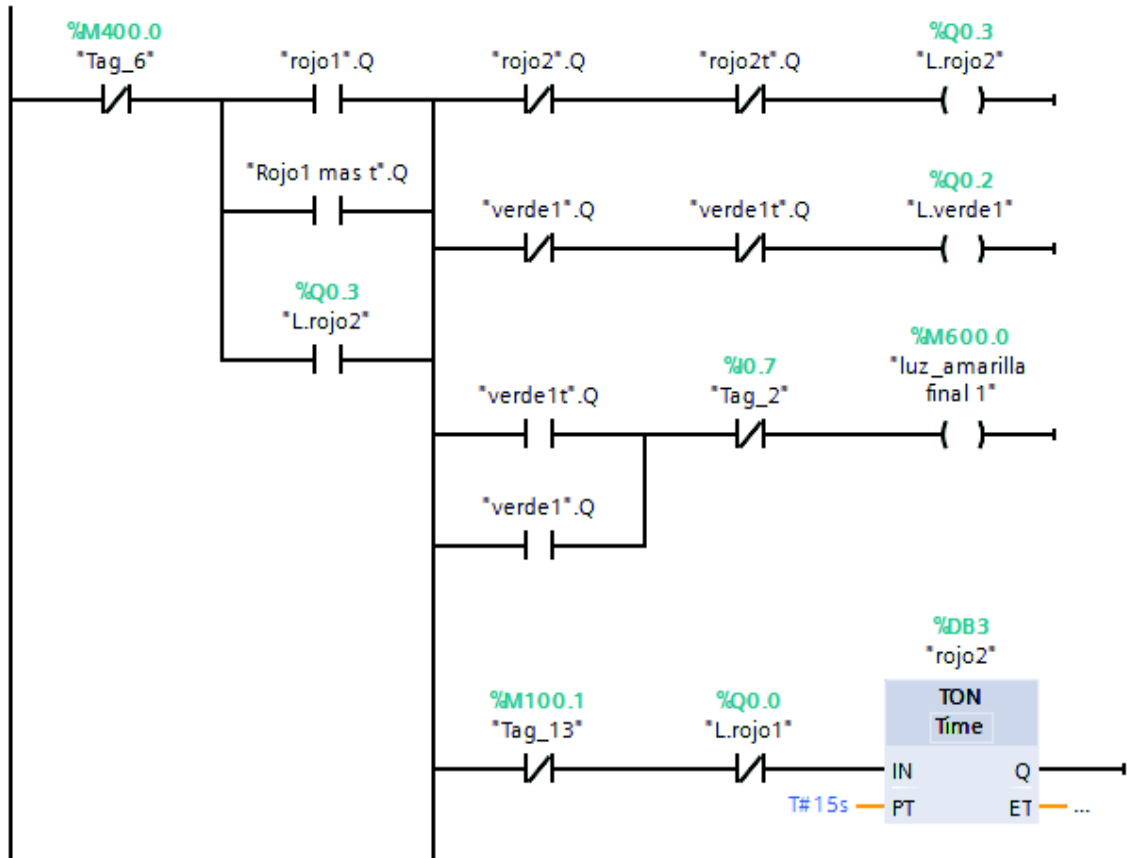 %M400.0
"Tag_6"
"rojo1".Q
"rojo2".Q
"rojo2t".Q
%Q0.3
"L.rojo2"
"Rojo1 mas t".Q
"verde1".Q
"verde1t".Q
%Q0.2
"L.verde1"
%Q0.3
"L.rojo2"
"verde1t".Q
%I0.7
"Tag_2"
%M600.0
"luz_amarilla
final 1"
"verde1".Q
%M100.1
"Tag_13"
%Q0.0
"L.rojo1"
%DB3
"rojo2"
TON
Time
IN
Q
T#15s
PT
ET
...